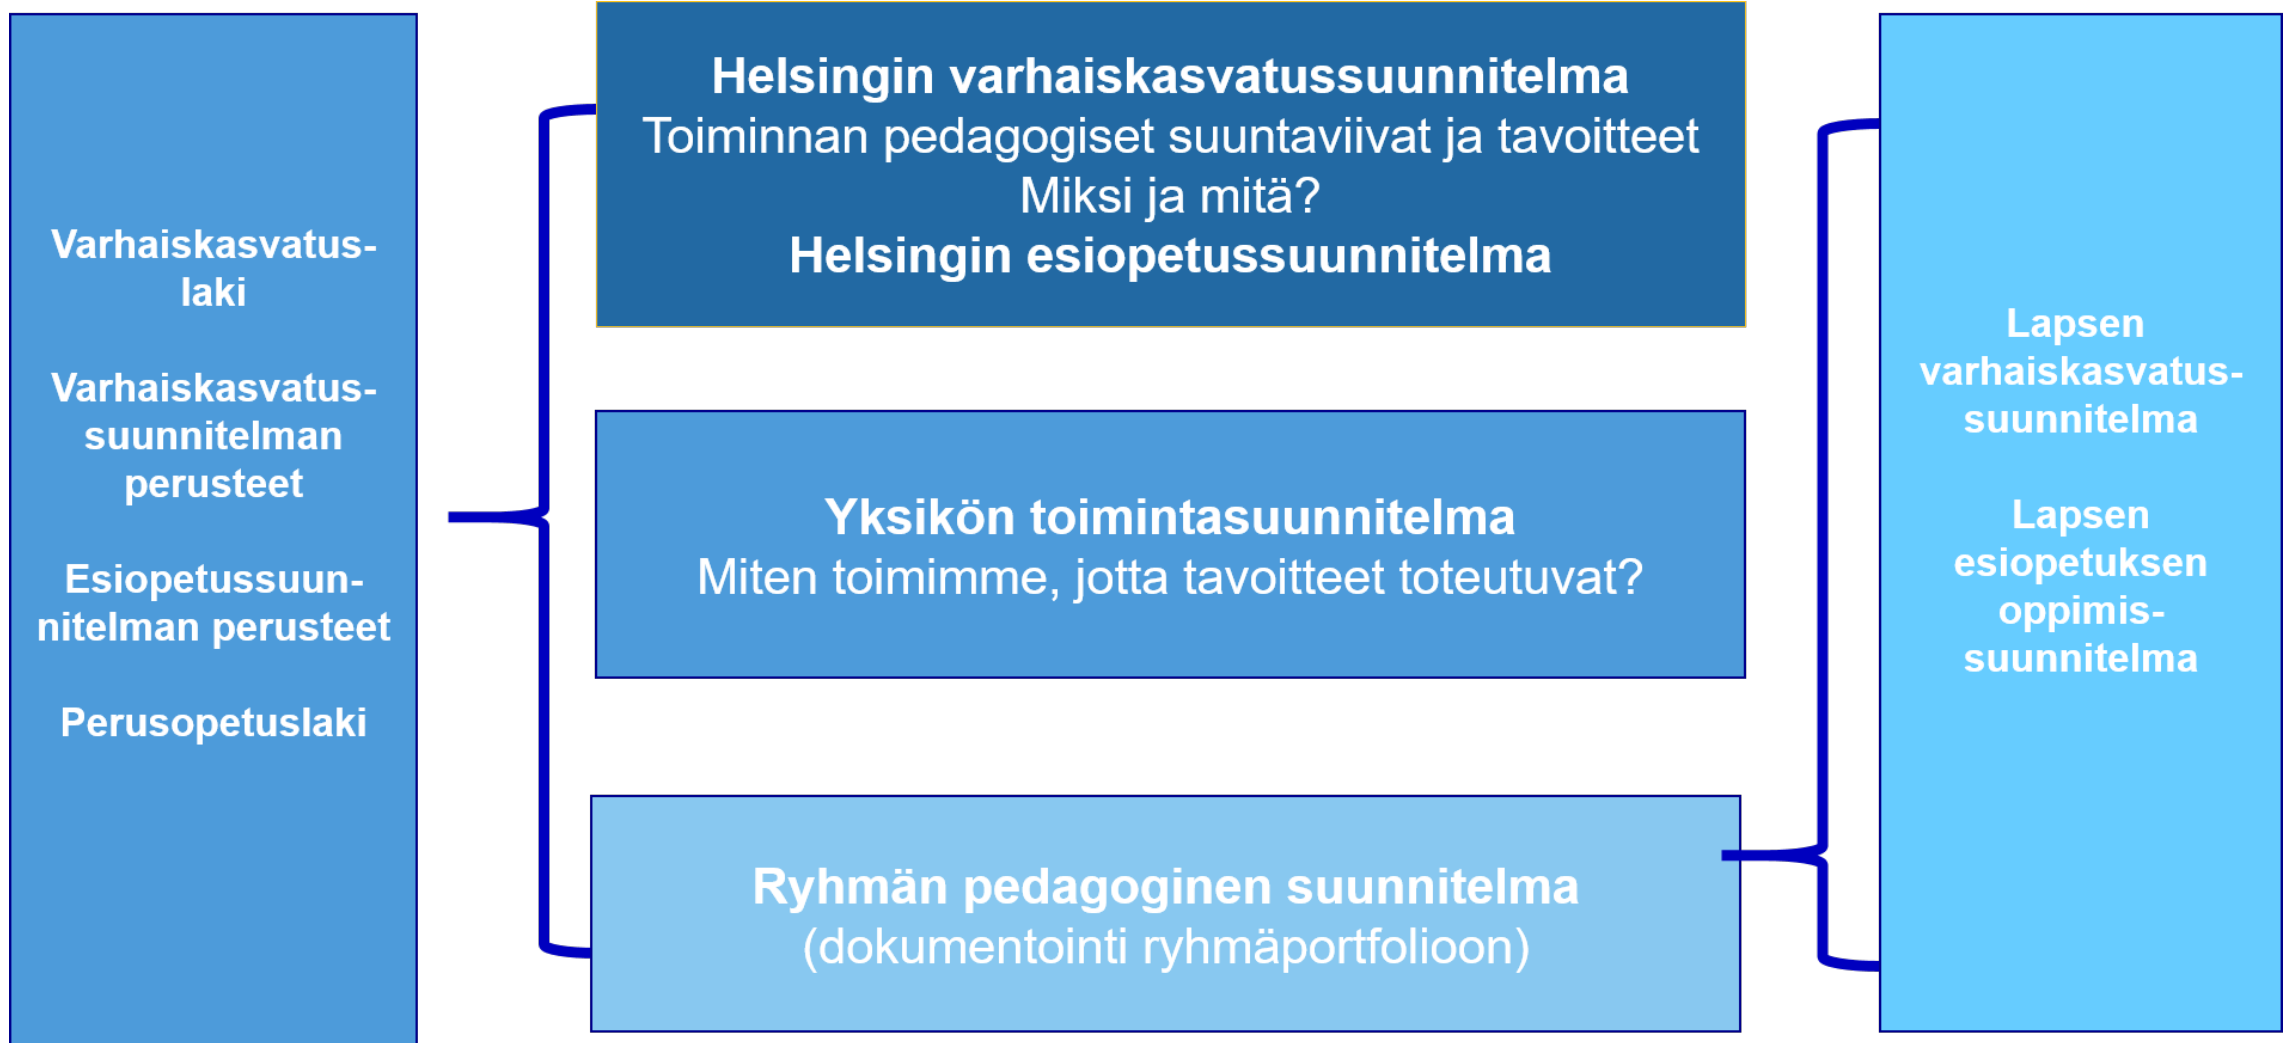 Varhaiskasvatus-
laki
Varhaiskasvatus-
suunnitelman
perusteet
Esiopetussuun-
nitelman perusteet
Perusopetuslaki
Helsingin varhaiskasvatussuunnitelma
Toiminnan pedagogiset suuntaviivat ja tavoitteet
Miksi ja mitä?
Helsingin esiopetussuunnitelma
Yksikön toimintasuunnitelma
Miten toimimme, jotta tavoitteet toteutuvat?
Ryhmän pedagoginen suunnitelma
(dokumentointi ryhmäportfolioon)
Lapsen
varhaiskasvatus-
suunnitelma
Lapsen
esiopetuksen
oppimis-
suunnitelma